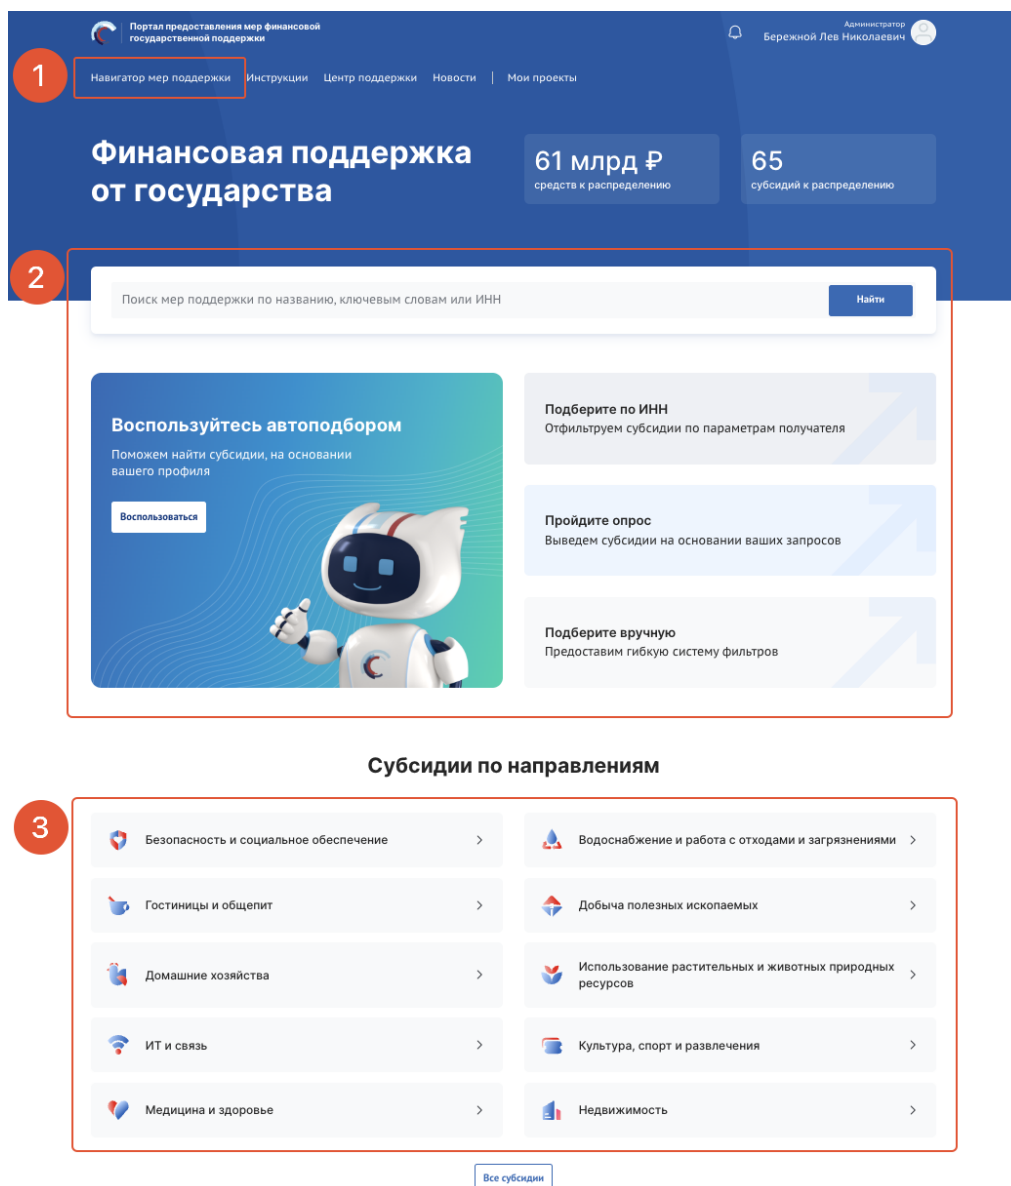 Портал предоставления мер финансовой
государственной поддержки
Администратор
Бережной Лев Николаевич
1
Навигатор мер поддержки Инструкции Центр поддержки Новости | Мои проекты
Финансовая поддержка
от государства
61 млрд ₽
средств к распределению
65
субсидий к распределению
2
Поиск мер поддержки по названию, ключевым словам или ИНН
Найти
Воспользуйтесь автоподбором
Поможем найти субсидии, на основании
вашего профиля
Воспользоваться
Подберите по ИНН
Отфильтруем субсидии по параметрам получателя
Пройдите опрос
Выведем субсидии на основании ваших запросов
Подберите вручную
Предоставим гибкую систему фильтров
Субсидии по направлениям
3
Безопасность и социальное обеспечение
Водоснабжение и работа с отходами и загрязнениями
Гостиницы и общепит
Добыча полезных ископаемых
Домашние хозяйства
Использование растительных и животных природных
ресурсов
ИТ и связь
Культура, спорт и развлечения
Медицина и здоровье
Недвижимость
Все субсидии